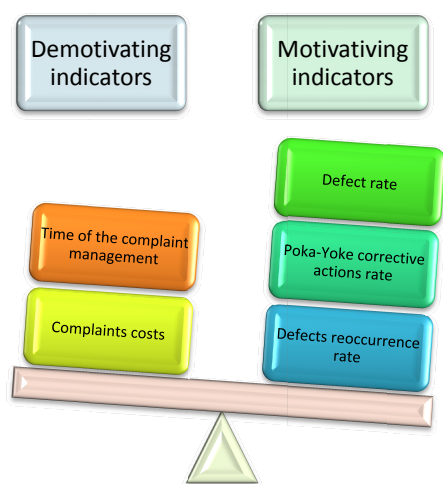 Demotivating
indicators
Motivativing
indicators
Defect rate
Time of the complaint
management
Poka-Yoke corrective
actions rate
Complaints costs
Defects reoccurrence
rate